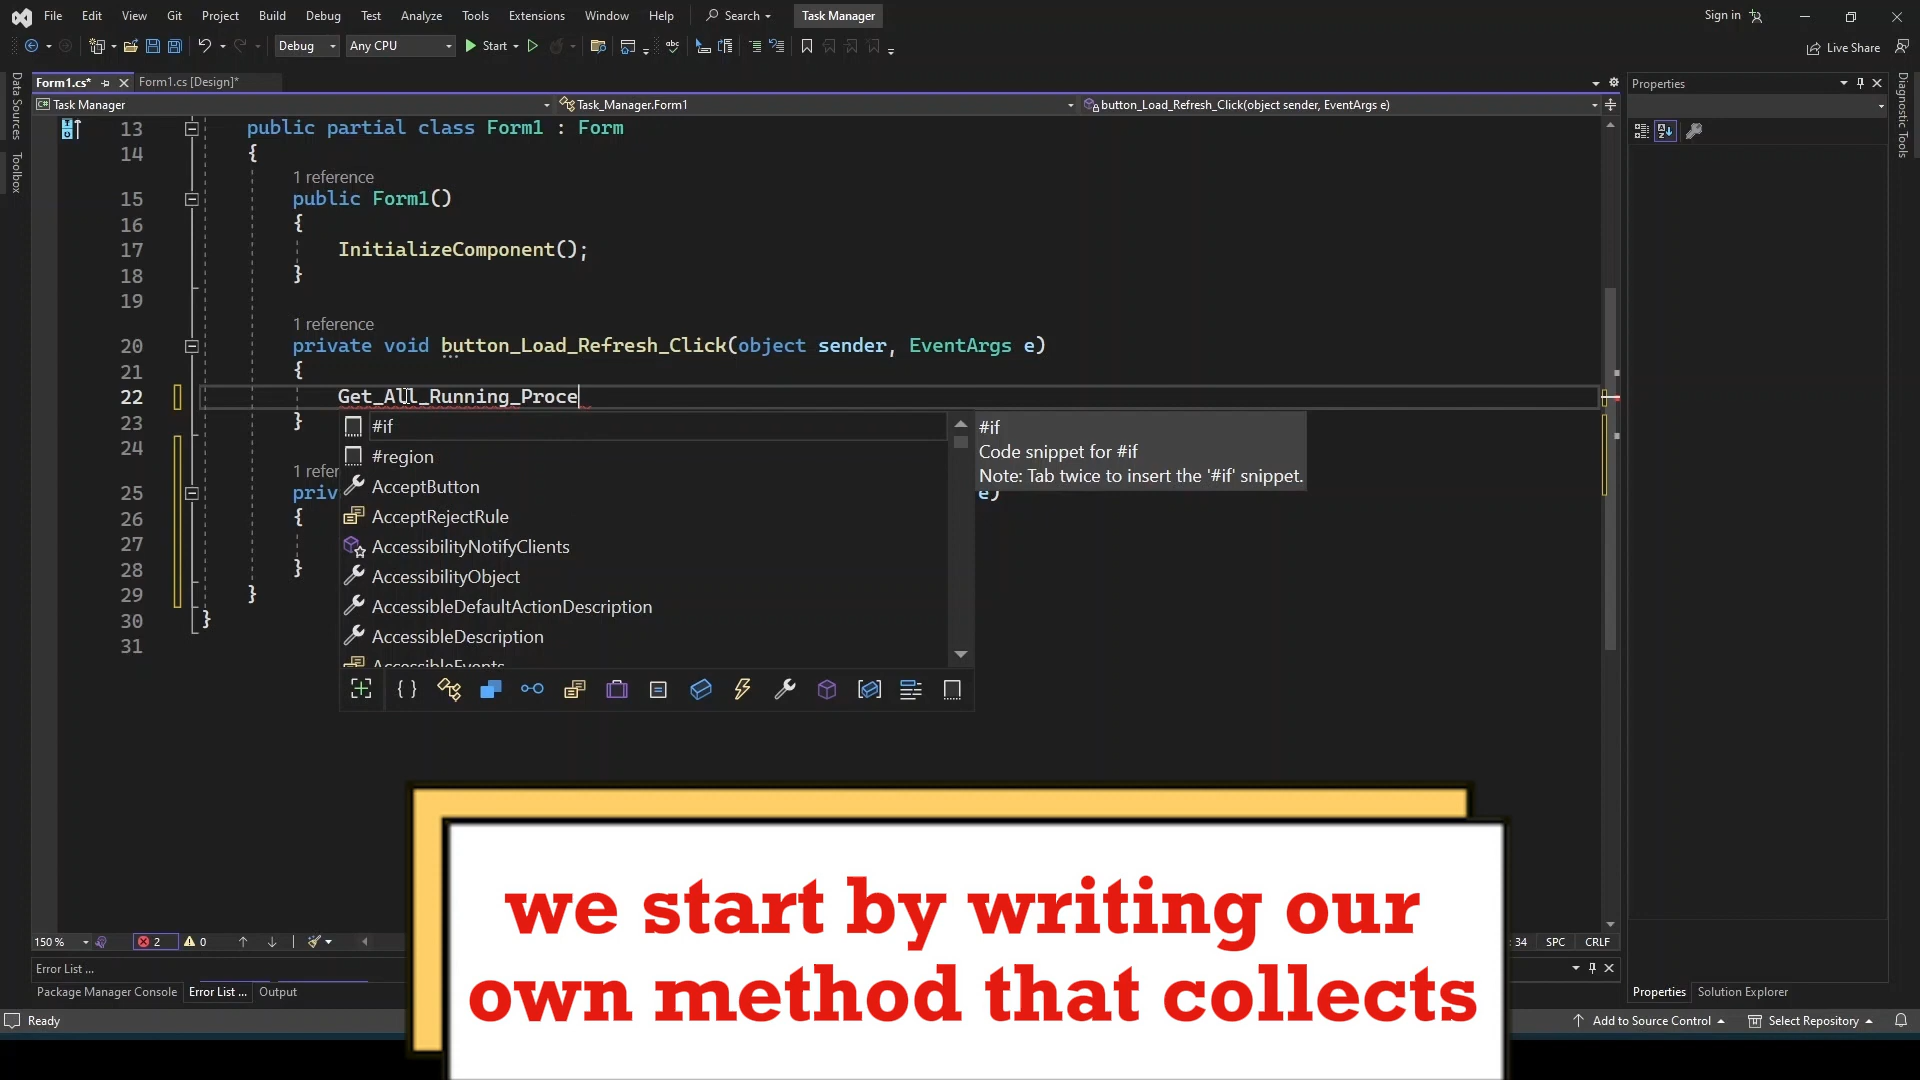 File Edit View Git Project Build Debug Test Analyze Tools Extensions Window Help Search Task Manager Sign in
Debug Any CPU Start Live Share
Data Sources
Toolbox
Form1.cs* Form1.cs [Design]*
Task Manager Task_Manager.Form1 button_Load_Refresh_Click(object sender, EventArgs e)
13 public partial class Form1 : Form
14 {
1 reference
15 public Form1()
16 {
17 InitializeComponent();
18 }
19
1 reference
20 private void button_Load_Refresh_Click(object sender, EventArgs e)
21 {
22 Get_All_Running_Proce
23 }
24
1 refer
25 priv e)
26 {
27
28 }
29 }
30 }
31
#if
#region
AcceptButton
AcceptRejectRule
AccessibilityNotifyClients
AccessibilityObject
AccessibleDefaultActionDescription
AccessibleDescription
AccessibleEvents
#if
Code snippet for #if
Note: Tab twice to insert the '#if' snippet.
Properties
Diagnostic Tools
we start by writing our
own method that collects
150 % 2 0 34 SPC CRLF
Error List ...
Package Manager Console Error List ... Output
Properties Solution Explorer
Ready Add to Source Control Select Repository